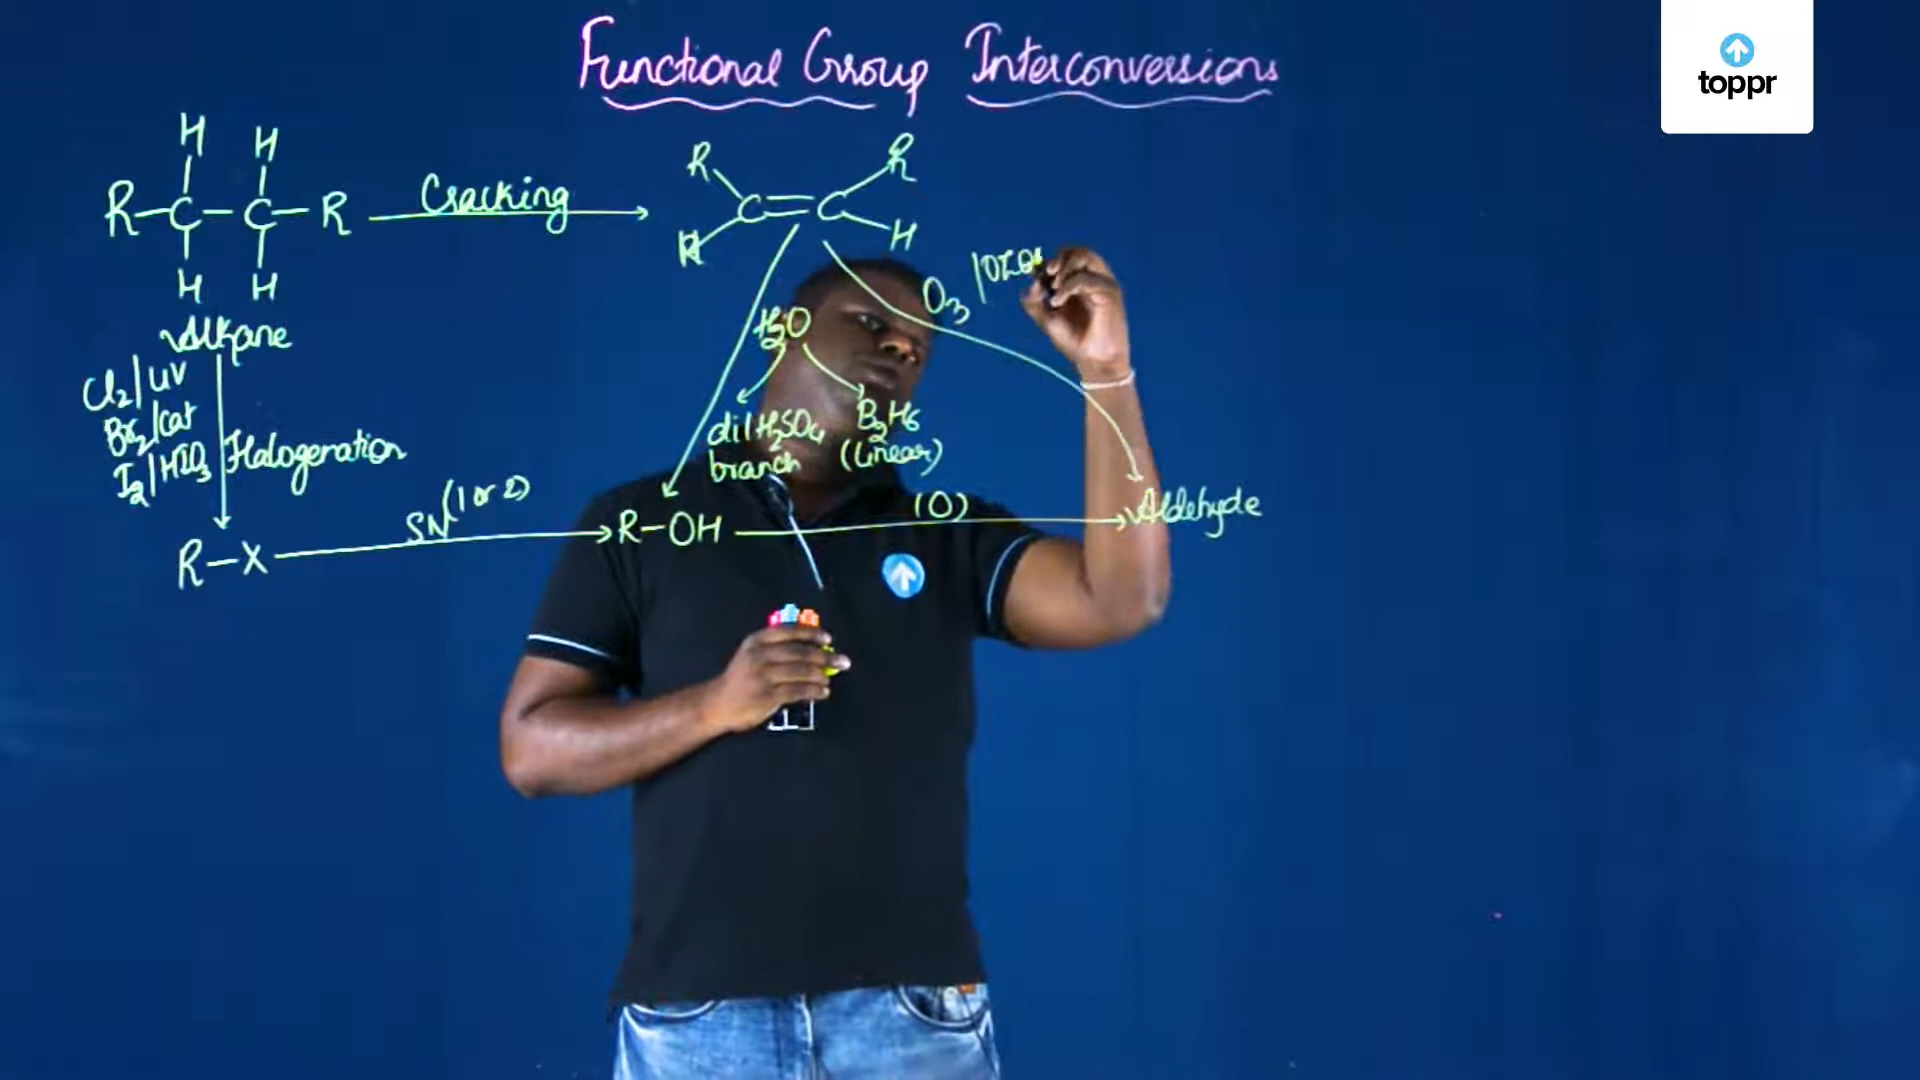 Functional Group Interconversions
toppr
H H
R-C-C-R
H H
Cracking
R R
C=C
H
Alkane
Cl2/UV
Br2/cat
I2/HIO3
Halogenation
H2O
O3
dil H2SO4
branch
B2H6
(Linear)
R-X
SN(1 or 2)
R-OH
(O)
Aldehyde